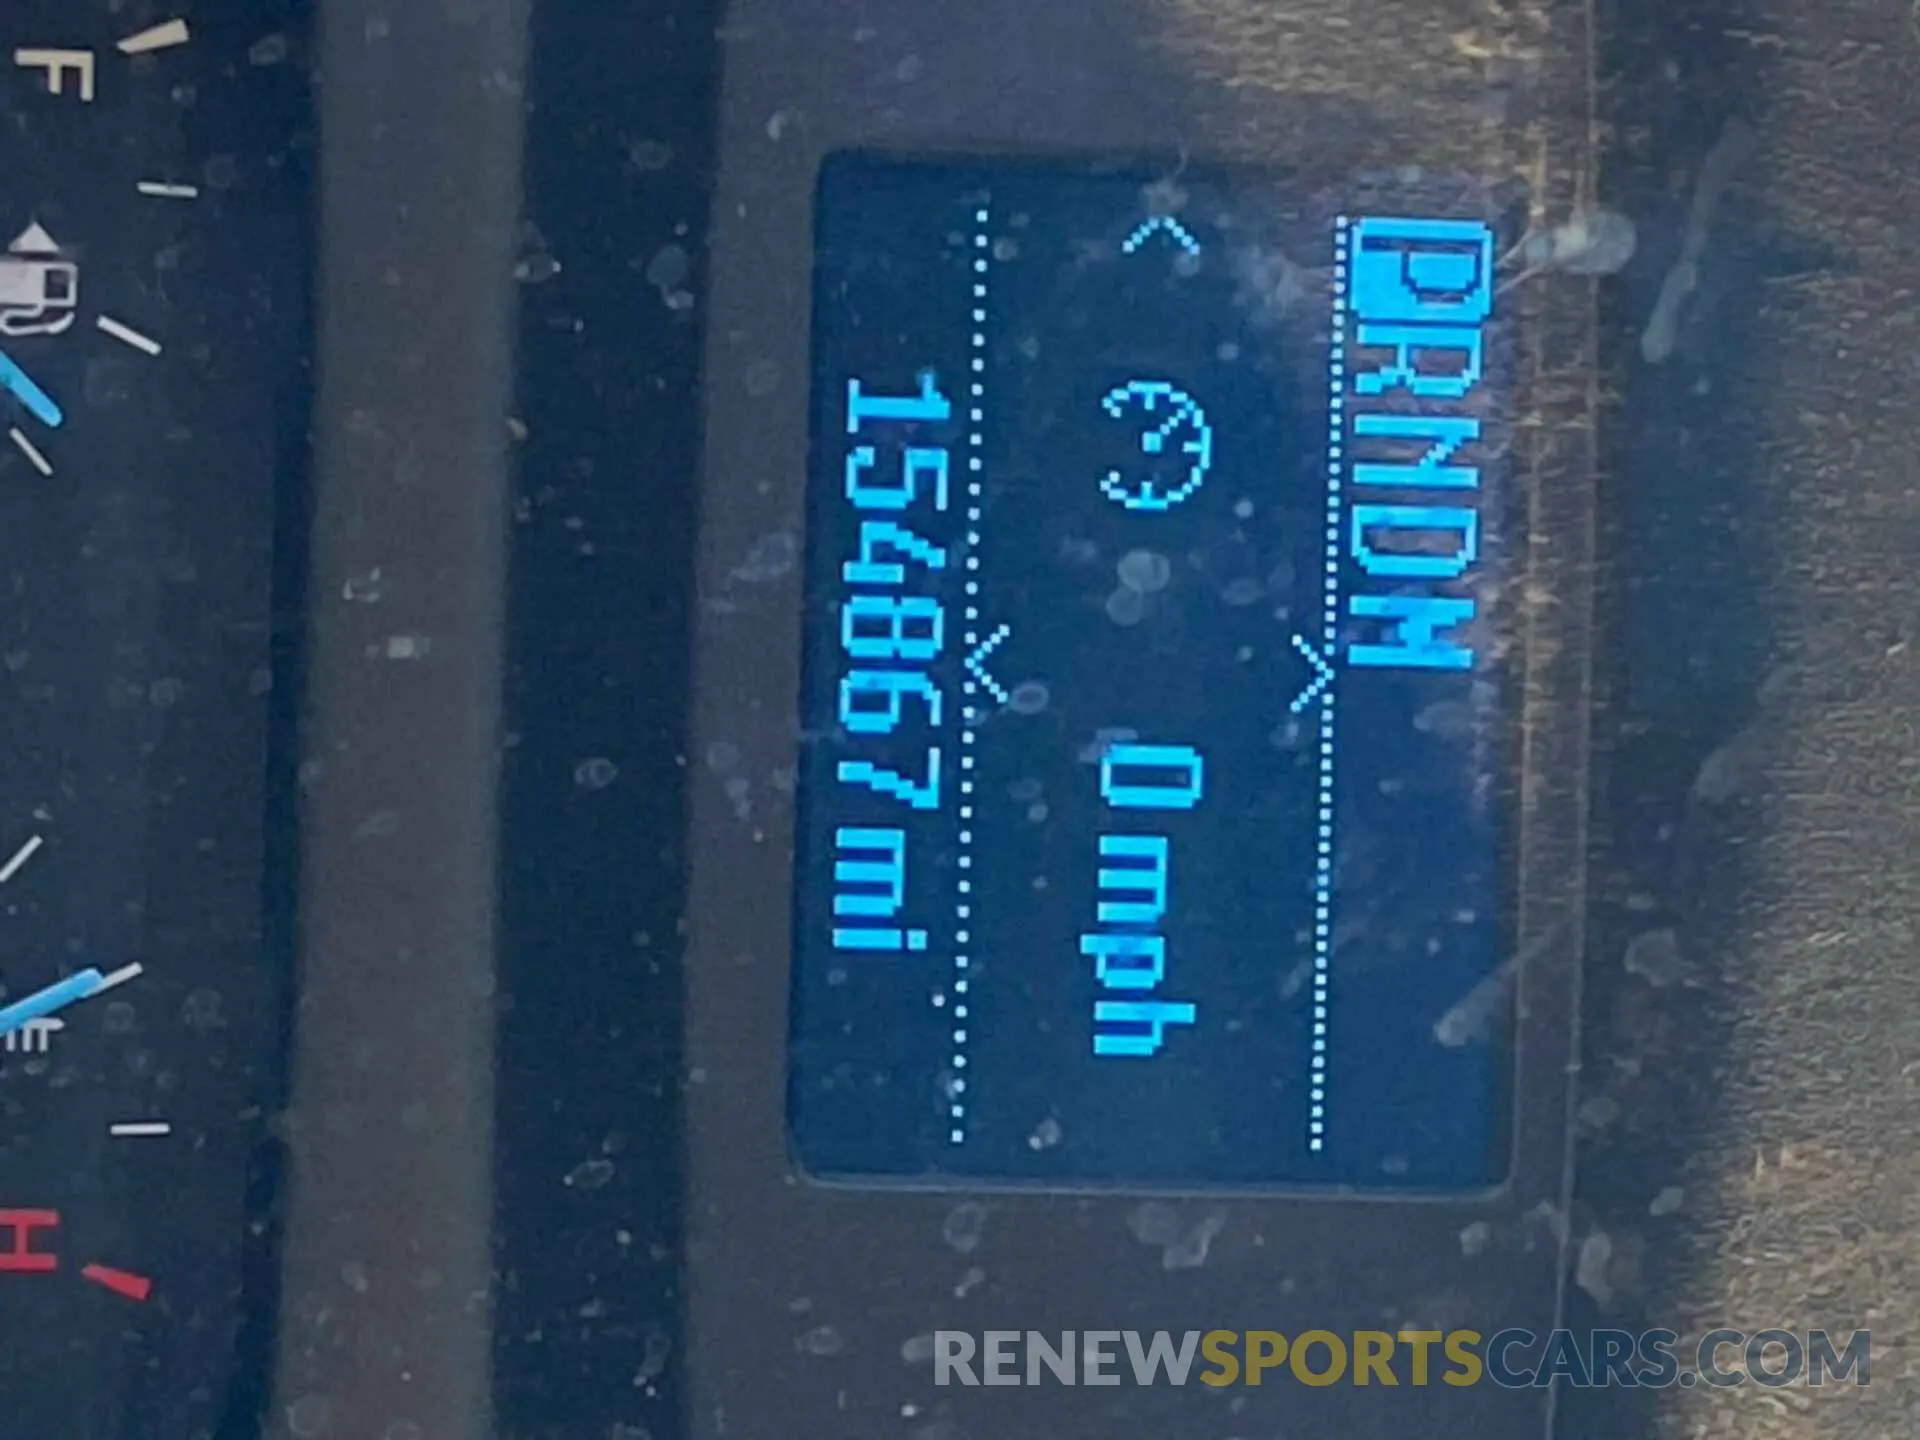 PRNDM
0 mph
154867 mi
F
E
H
RENEWSPORTSCARS.COM